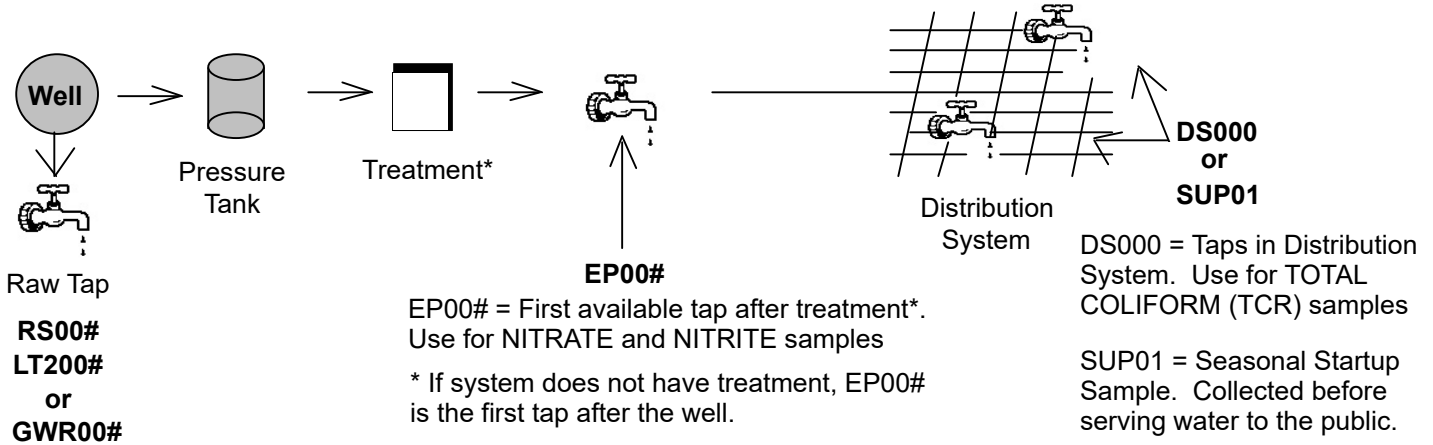 Well
Raw Tap
RS00#
LT200#
or
GWR00#
Pressure
Tank
Treatment*
EP00#
EP00# = First available tap after treatment*.
Use for NITRATE and NITRITE samples
* If system does not have treatment, EP00#
is the first tap after the well.
Distribution
System
DS000
or
SUP01
DS000 = Taps in Distribution
System. Use for TOTAL
COLIFORM (TCR) samples
SUP01 = Seasonal Startup
Sample. Collected before
serving water to the public.